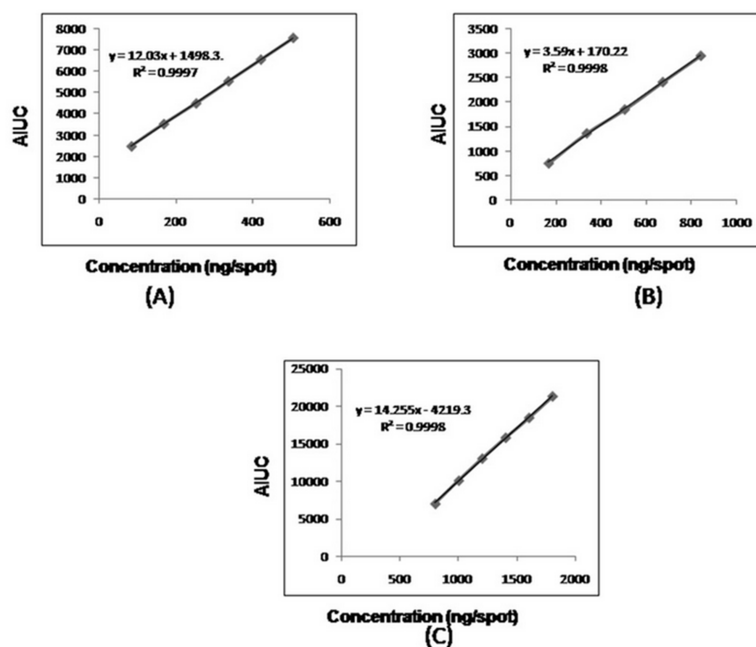 8000
7000
6000
5000
4000
3000
2000
1000
0
y = 12.03x + 1498.3.
R² = 0.9997
AIUC
0 200 400 600
Concentration (ng/spot)
(A)
3500
3000
2500
2000
1500
1000
500
0
y = 3.59x + 170.22
R² = 0.9998
AIUC
0 200 400 600 800 1000
Concentration (ng/spot)
(B)
25000
20000
15000
10000
5000
0
y = 14.255x - 4219.3
R² = 0.9998
AIUC
0 500 1000 1500 2000
Concentration (ng/spot)
(C)